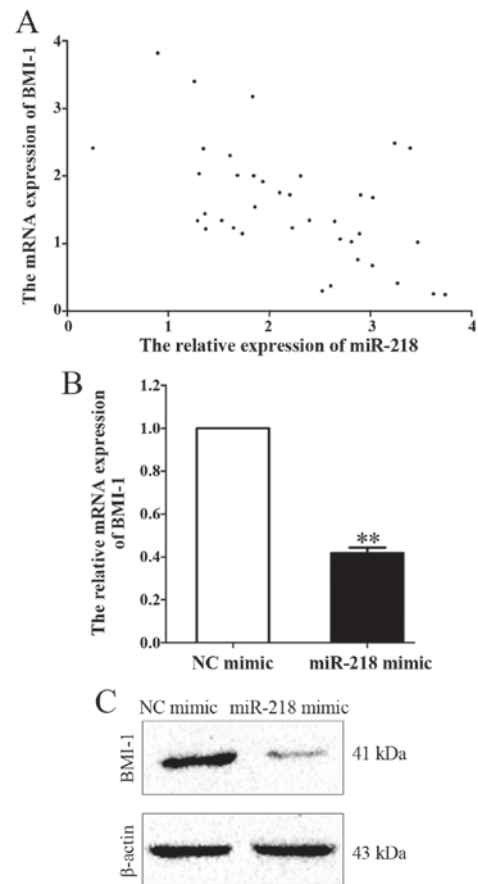 A
The mRNA expression of BMI-1
4
3
2
1
0
0 1 2 3 4
The relative expression of miR-218
B
The relative mRNA expression
of BMI-1
1.2
1.0
0.8
0.6
0.4
0.2
0.0
**
NC mimic miR-218 mimic
C
NC mimic miR-218 mimic
BMI-1
41 kDa
β-actin
43 kDa